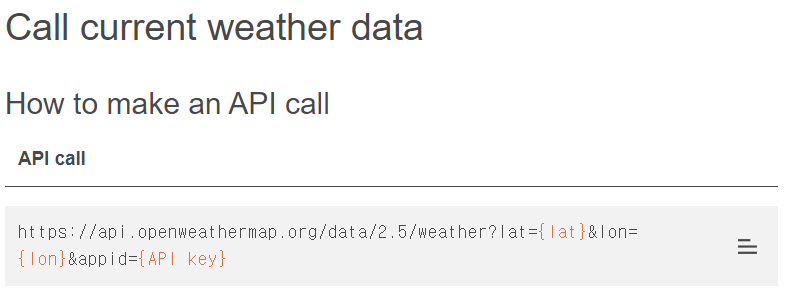 Call current weather data
How to make an API call
API call
https://api.openweathermap.org/data/2.5/weather?lat={lat}&lon=
{lon}&appid={API key}